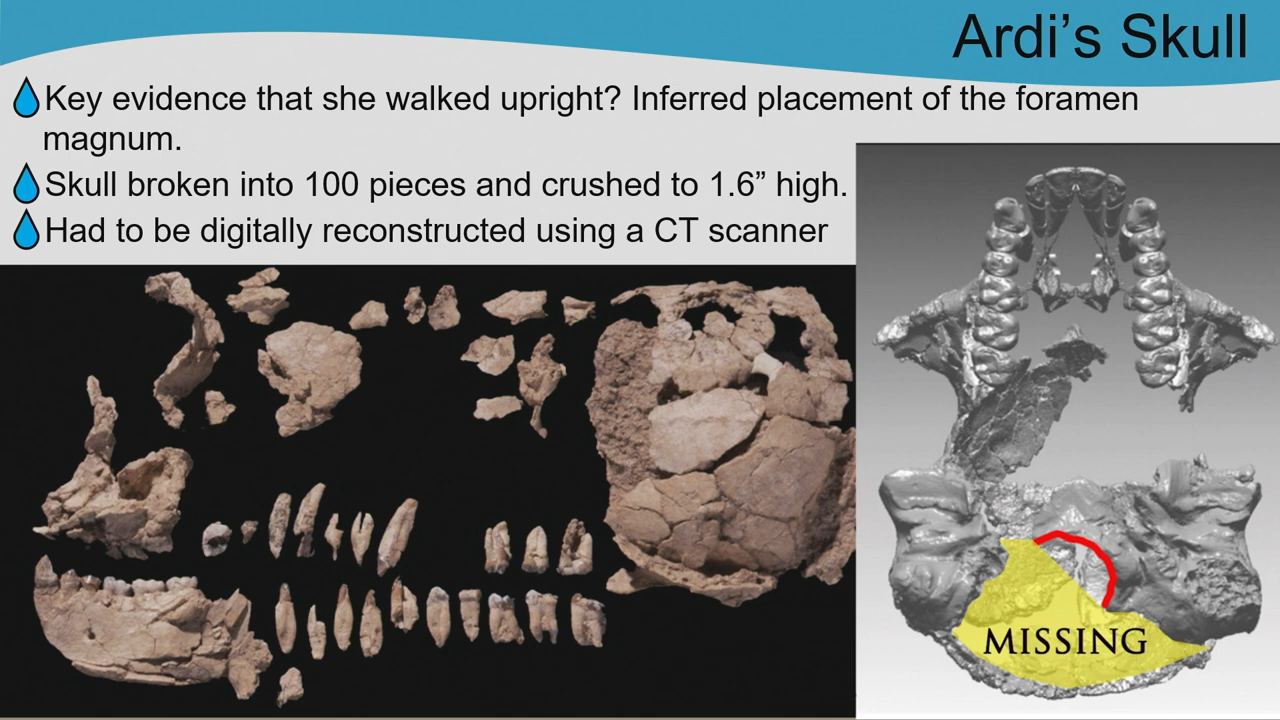 Ardi’s Skull
Key evidence that she walked upright? Inferred placement of the foramen
magnum.
Skull broken into 100 pieces and crushed to 1.6” high.
Had to be digitally reconstructed using a CT scanner
MISSING